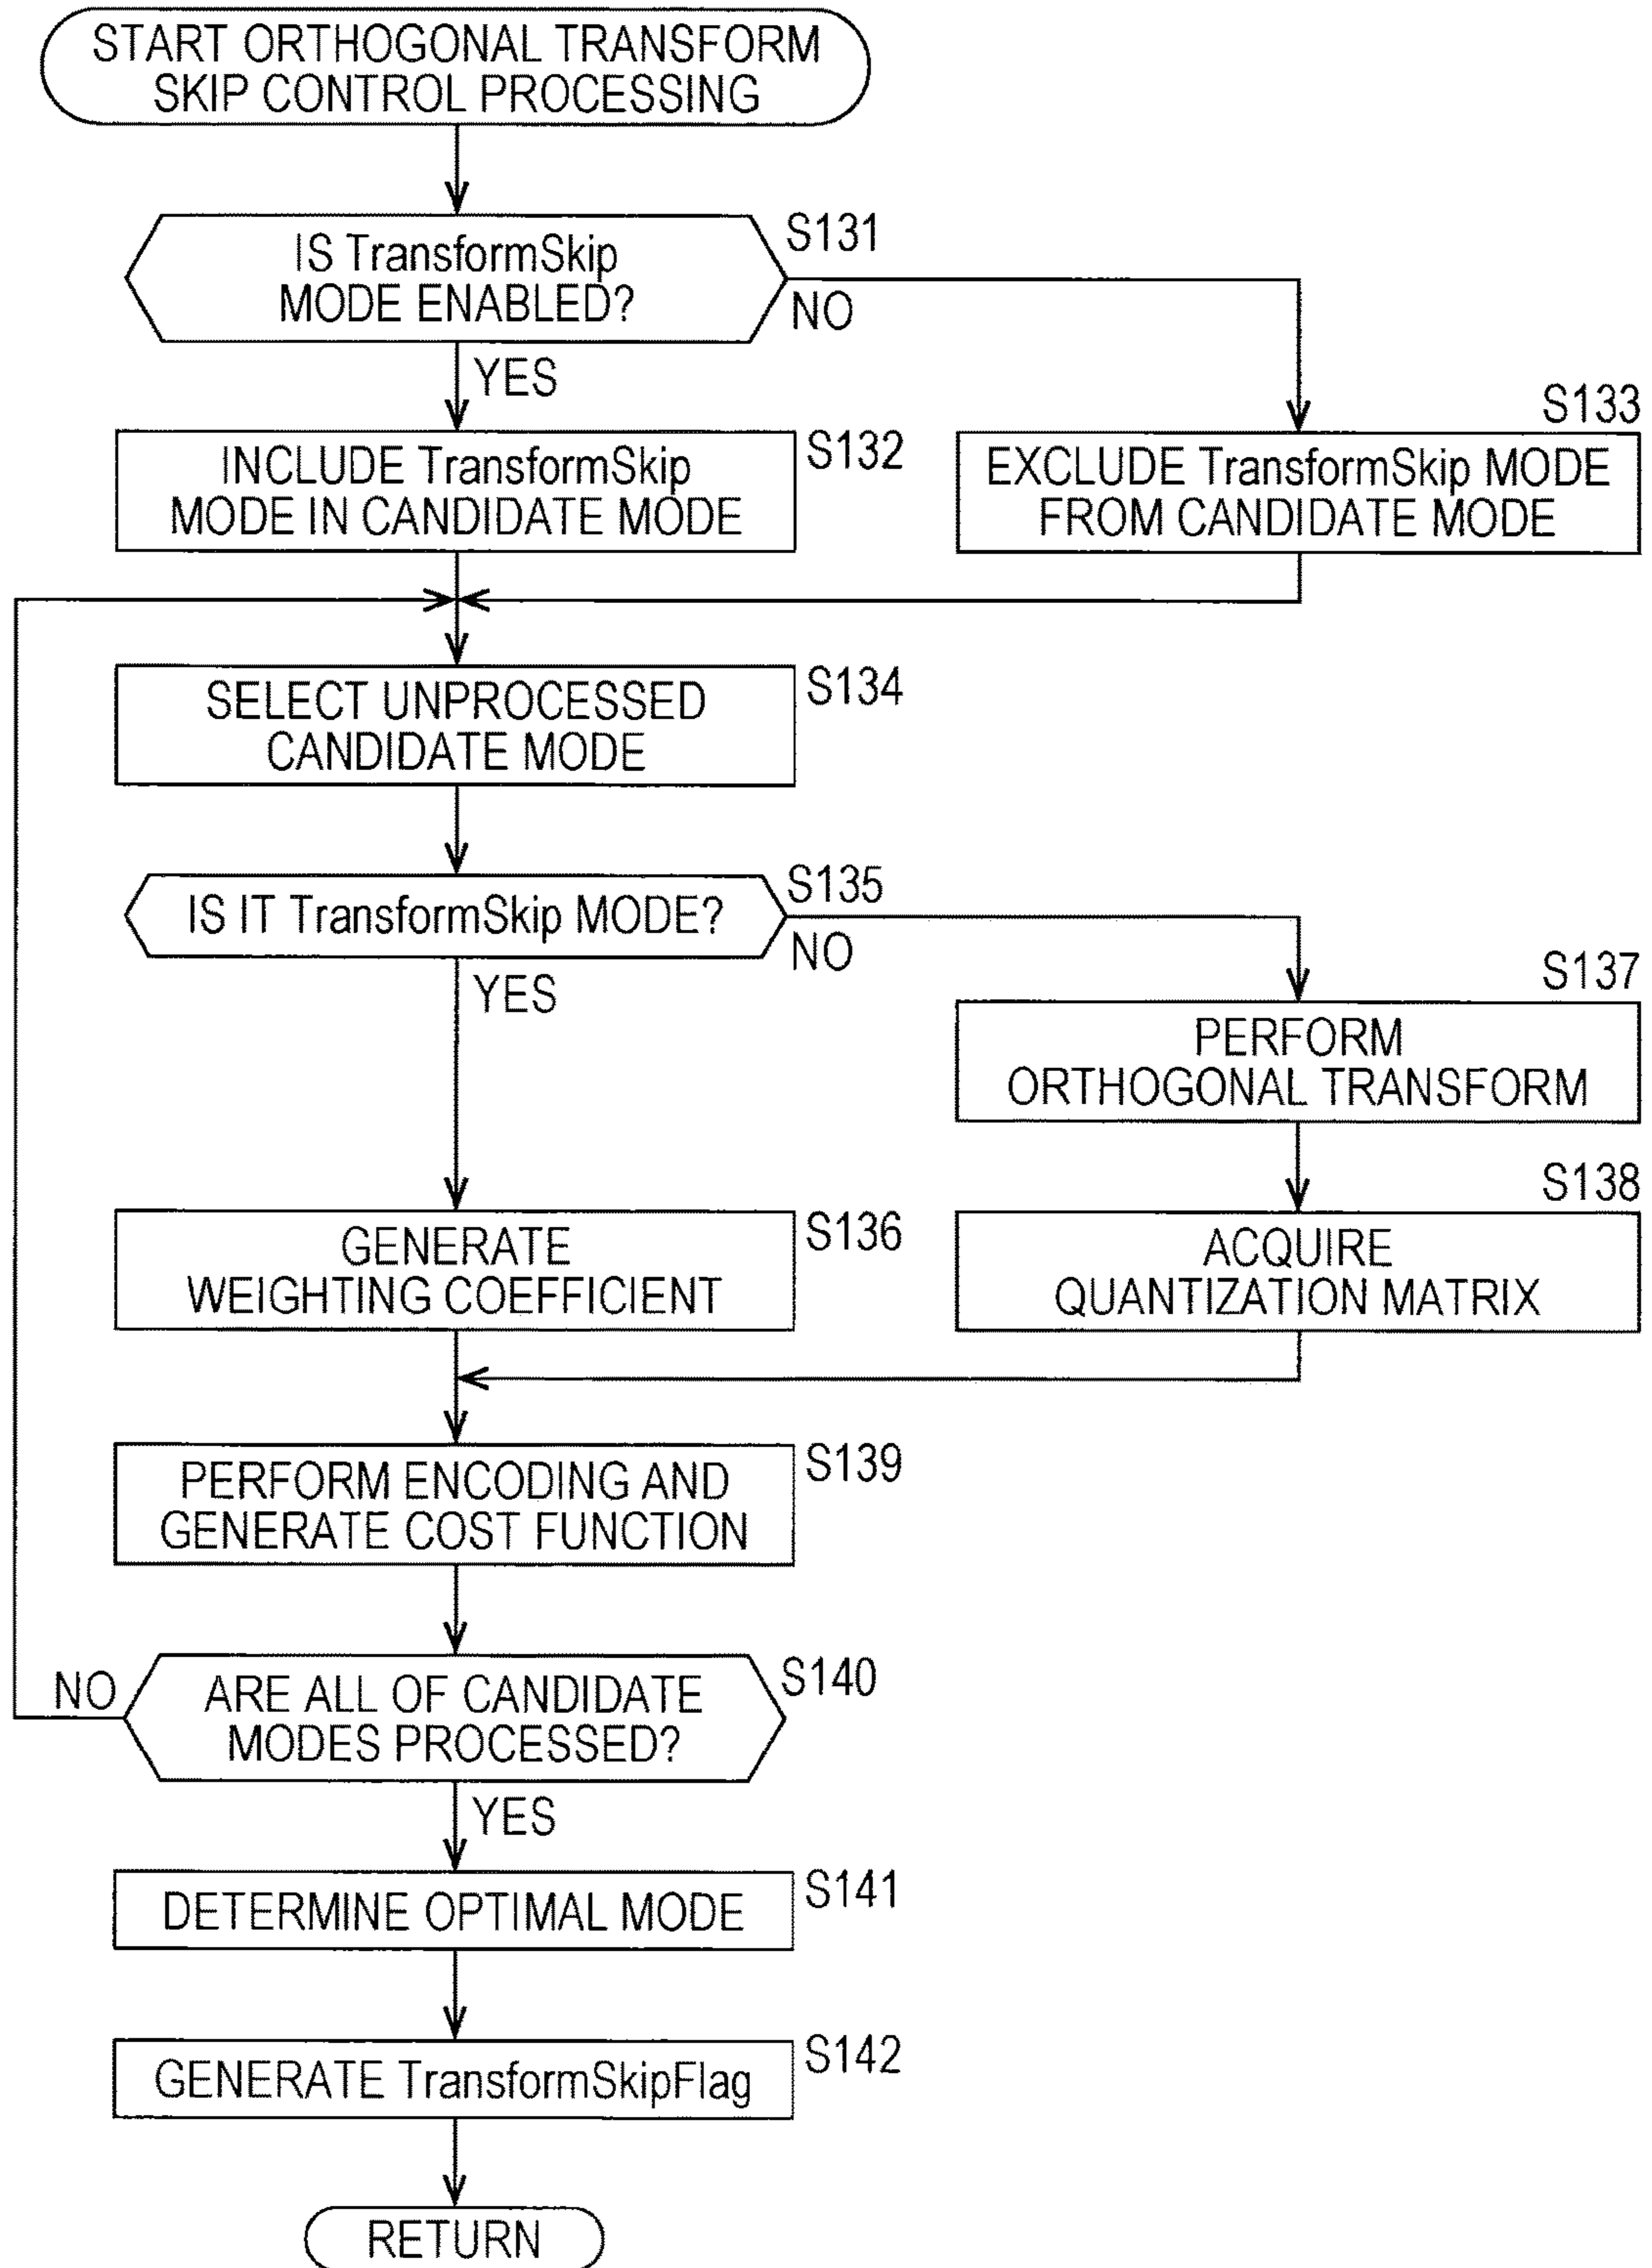 START ORTHOGONAL TRANSFORM
SKIP CONTROL PROCESSING
IS TransformSkip
MODE ENABLED?
S131
NO
YES
INCLUDE TransformSkip
MODE IN CANDIDATE MODE
S132
S133
EXCLUDE TransformSkip MODE
FROM CANDIDATE MODE
SELECT UNPROCESSED
CANDIDATE MODE
S134
IS IT TransformSkip MODE?
S135
NO
YES
S137
PERFORM
ORTHOGONAL TRANSFORM
GENERATE
WEIGHTING COEFFICIENT
S136
S138
ACQUIRE
QUANTIZATION MATRIX
PERFORM ENCODING AND
GENERATE COST FUNCTION
S139
NO
ARE ALL OF CANDIDATE
MODES PROCESSED?
S140
YES
DETERMINE OPTIMAL MODE
S141
GENERATE TransformSkipFlag
S142
RETURN